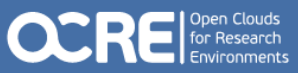 OCRE
Open Clouds
for Research
Environments